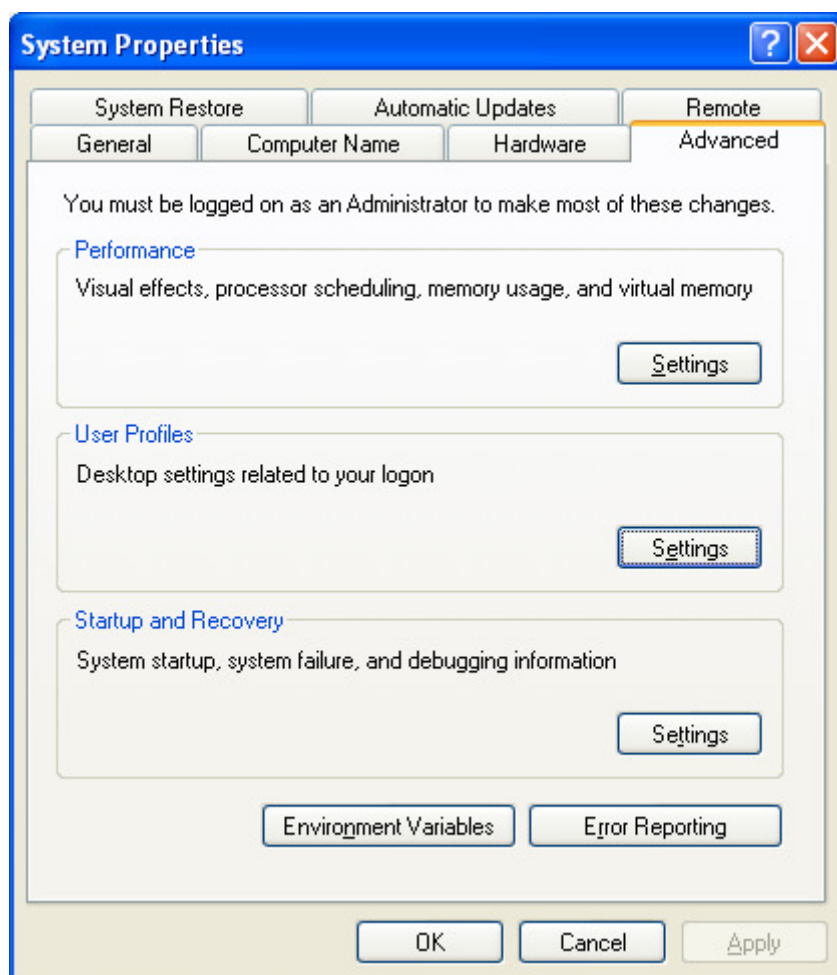 System Properties
System Restore Automatic Updates Remote
General Computer Name Hardware Advanced
You must be logged on as an Administrator to make most of these changes.
Performance
Visual effects, processor scheduling, memory usage, and virtual memory
Settings
User Profiles
Desktop settings related to your logon
Settings
Startup and Recovery
System startup, system failure, and debugging information
Settings
Environment Variables Error Reporting
OK Cancel Apply